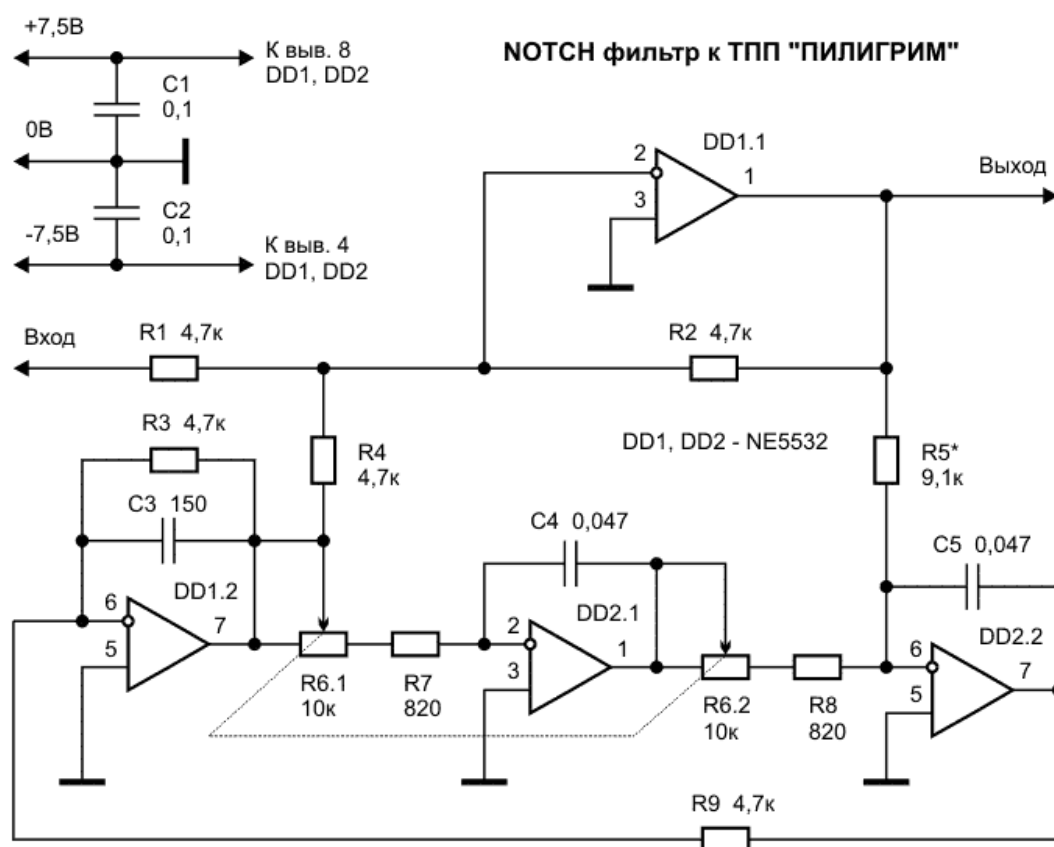 +7,5В
К выв. 8
DD1, DD2
NOTCH фильтр к ТПП "ПИЛИГРИМ"
C1
0,1
0В
C2
0,1
-7,5В
К выв. 4
DD1, DD2
DD1.1
2
3
1
Выход
Вход
R1 4,7к
R2 4,7к
R3 4,7к
R4
4,7к
DD1, DD2 - NE5532
R5*
9,1к
C3 150
C4 0,047
C5 0,047
DD1.2
6
5
7
DD2.1
2
3
1
DD2.2
6
5
7
R6.1
10к
R7
820
R6.2
10к
R8
820
R9 4,7к